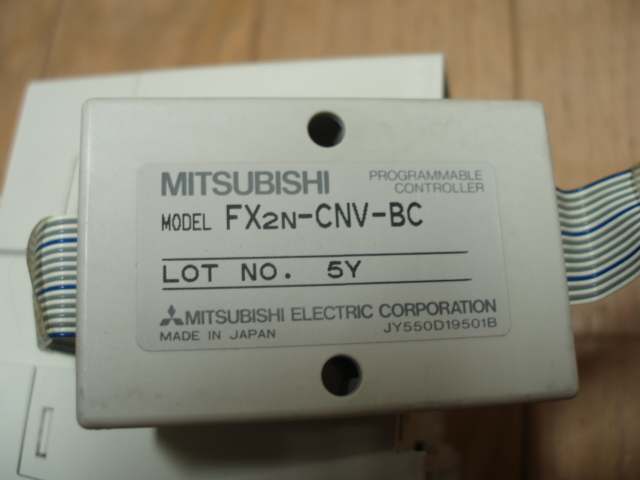 MITSUBISHI
PROGRAMMABLE
CONTROLLER
MODEL FX2N-CNV-BC
LOT NO. 5Y
MITSUBISHI ELECTRIC CORPORATION
MADE IN JAPAN
JY550D19501B